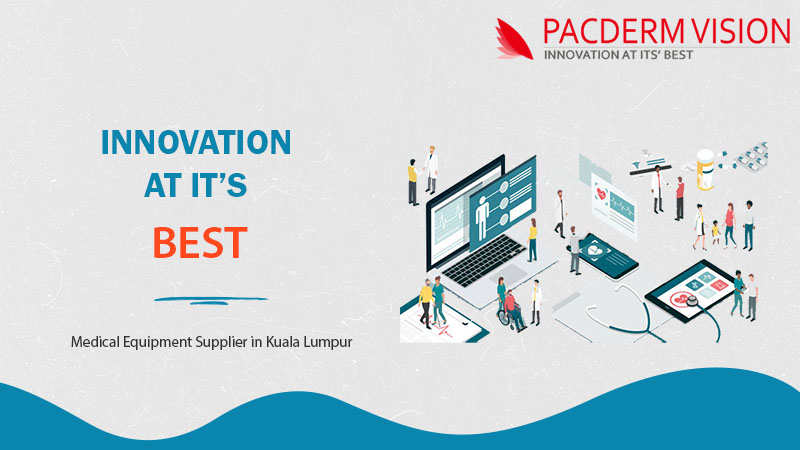 PACDERM VISION
INNOVATION AT ITS' BEST
INNOVATION
AT IT'S
BEST
Medical Equipment Supplier in Kuala Lumpur